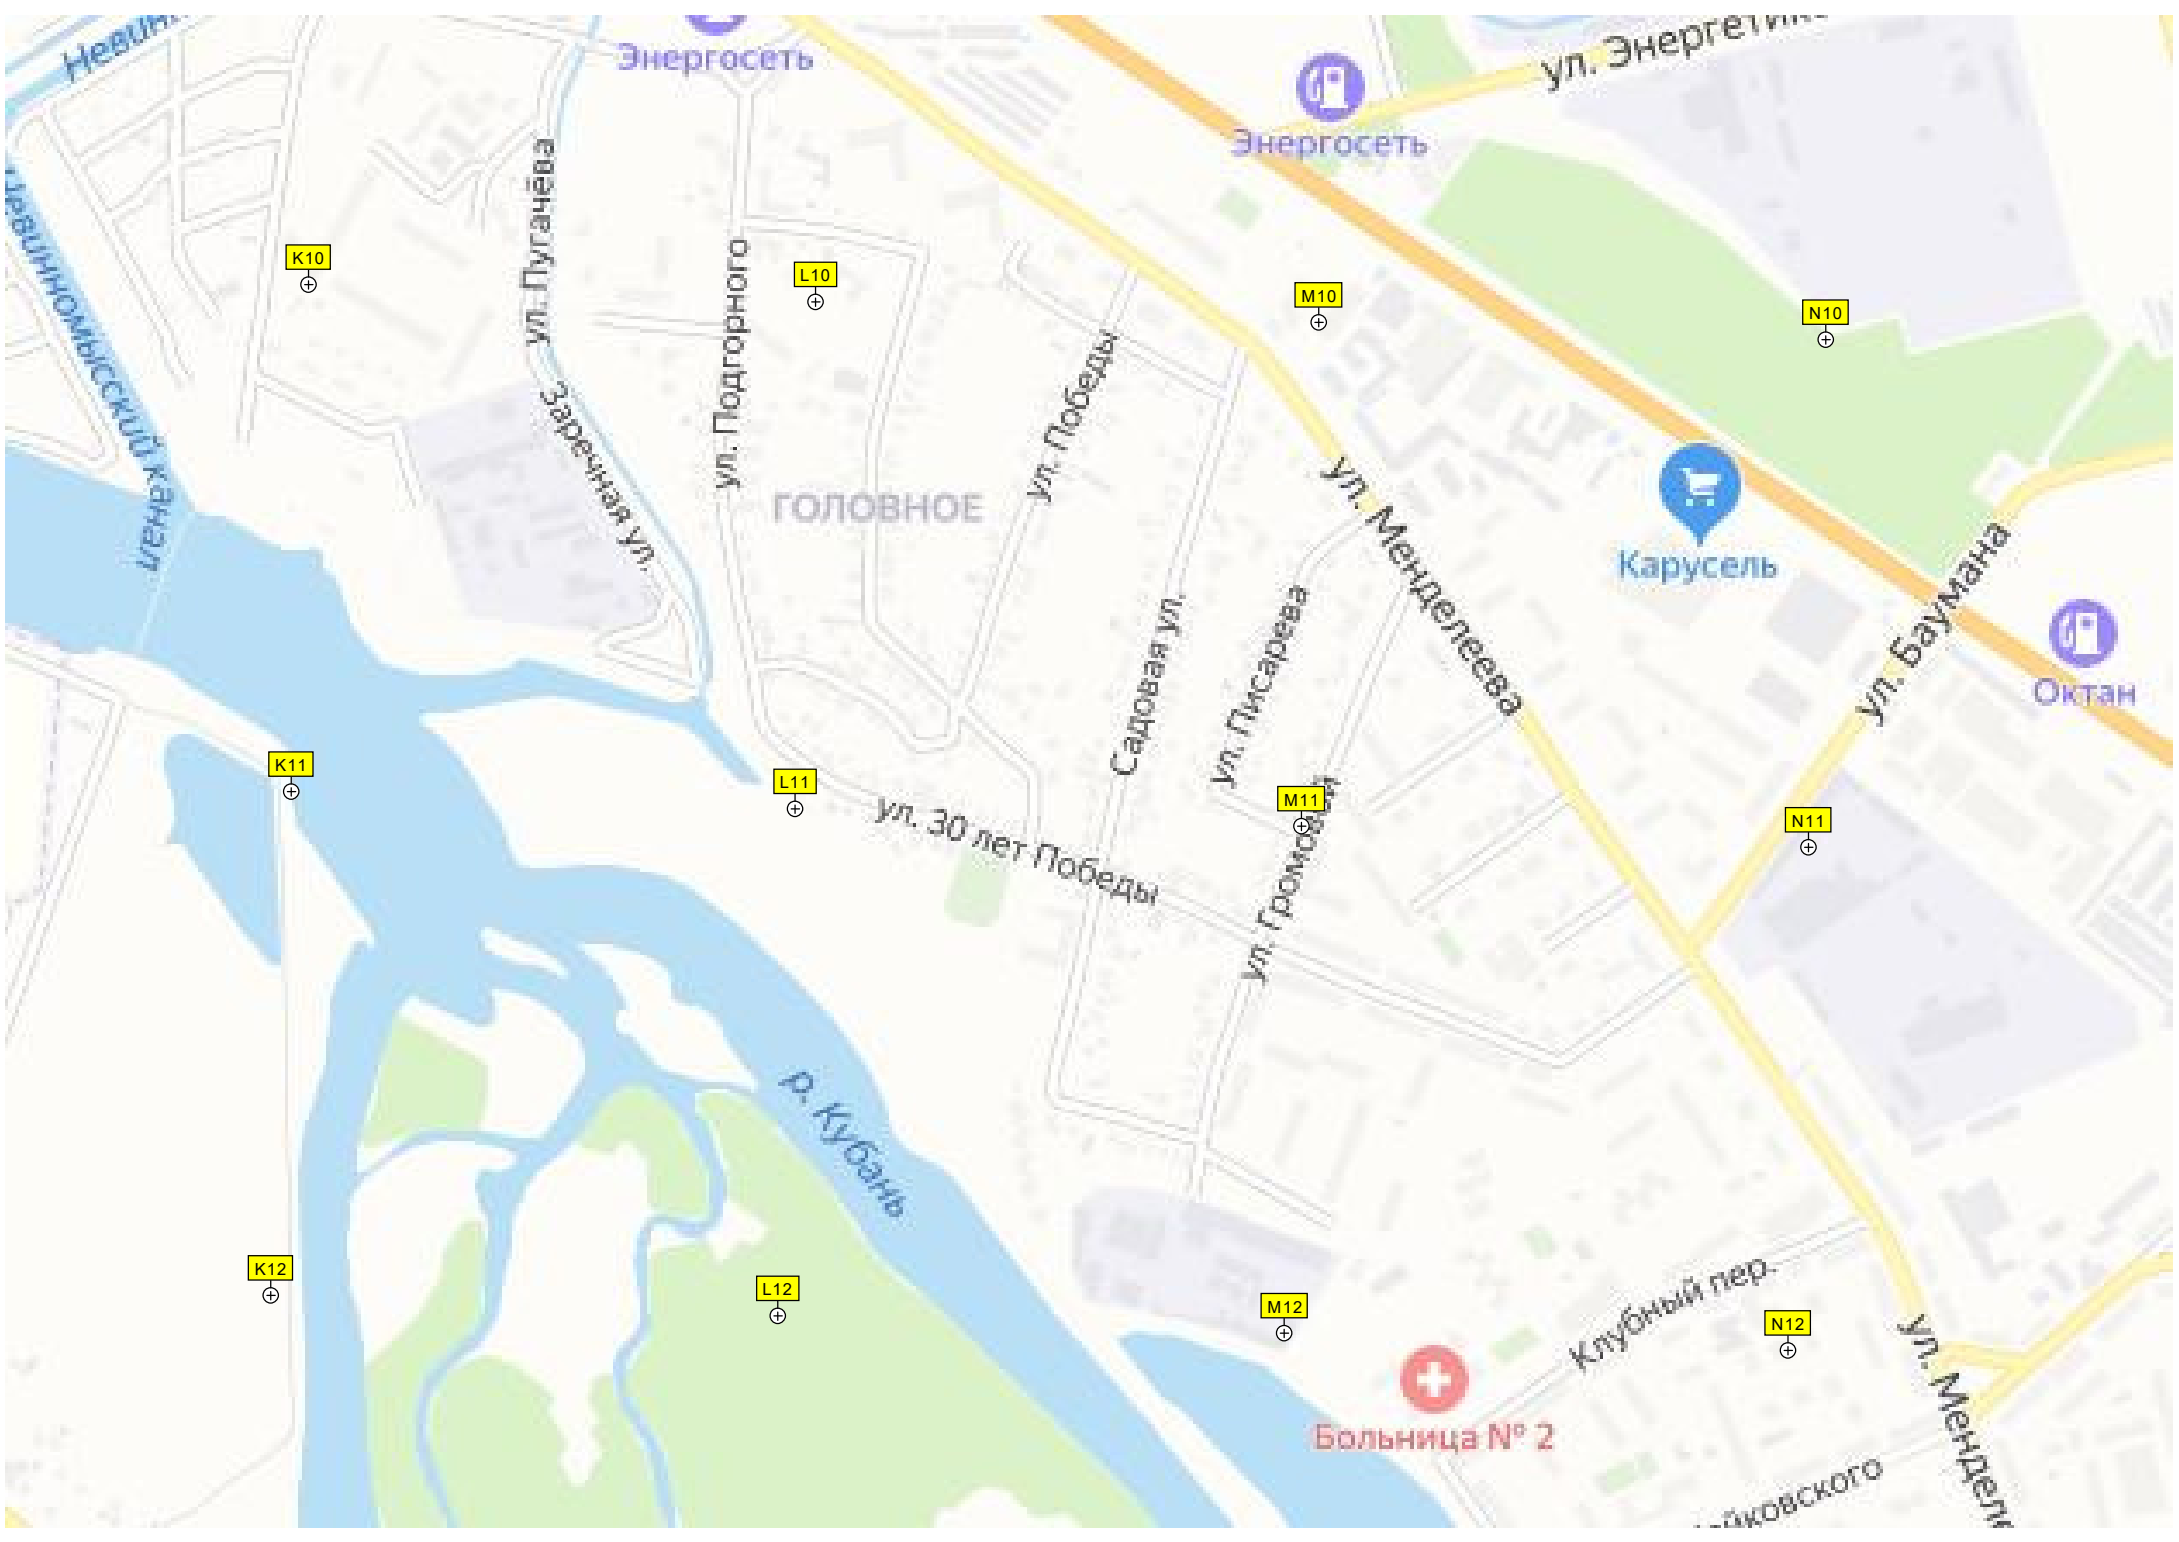 Энергосеть
ул. Энергетик
Энергосеть
Невинномысский канал
ул. Пугачёва
K10
L10
M10
N10
ул. Подгорного
ул. Победы
Заречная ул.
ГОЛОВНОЕ
ул. Менделеева
Карусель
ул. Баумана
Октан
Садовая ул.
ул. Писарева
K11
L11
M11
N11
ул. 30 лет Победы
ул. Громовой
р. Кубань
K12
L12
M12
N12
Клубный пер.
Больница № 2
ул. Мендел